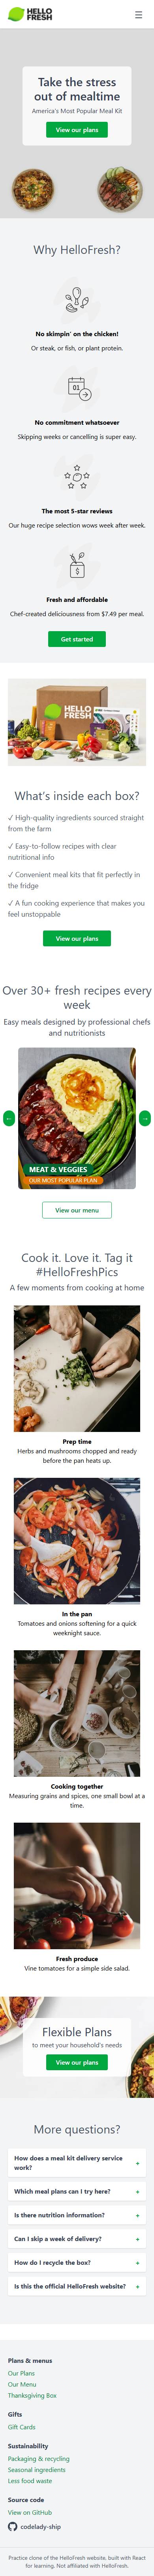 HELLO
FRESH
☰
Take the stress
out of mealtime
America's Most Popular Meal Kit
View our plans
Why HelloFresh?
No skimpin' on the chicken!
Or steak, or fish, or plant protein.
01
No commitment whatsoever
Skipping weeks or cancelling is super easy.
The most 5-star reviews
Our huge recipe selection wows week after week.
$
Fresh and affordable
Chef-created deliciousness from $7.49 per meal.
Get started
HELLO
FRESH
What's inside each box?
✓ High-quality ingredients sourced straight
from the farm
✓ Easy-to-follow recipes with clear
nutritional info
✓ Convenient meal kits that fit perfectly in
the fridge
✓ A fun cooking experience that makes you
feel unstoppable
View our plans
Over 30+ fresh recipes every
week
Easy meals designed by professional chefs
and nutritionists
←
→
MEAT & VEGGIES
OUR MOST POPULAR PLAN
View our menu
Cook it. Love it. Tag it
#HelloFreshPics
A few moments from cooking at home
Prep time
Herbs and mushrooms chopped and ready
before the pan heats up.
In the pan
Tomatoes and onions softening for a quick
weeknight sauce.
Cooking together
Measuring grains and spices, one small bowl at a
time.
Fresh produce
Vine tomatoes for a simple side salad.
Flexible Plans
to meet your household's needs
View our plans
More questions?
How does a meal kit delivery service
work?
+
Which meal plans can I try here? +
Is there nutrition information? +
Can I skip a week of delivery? +
How do I recycle the box? +
Is this the official HelloFresh website? +
Plans & menus
Our Plans
Our Menu
Thanksgiving Box
Gifts
Gift Cards
Sustainability
Packaging & recycling
Seasonal ingredients
Less food waste
Source code
View on GitHub
codelady-ship
Practice clone of the HelloFresh website, built with React
for learning. Not affiliated with HelloFresh.